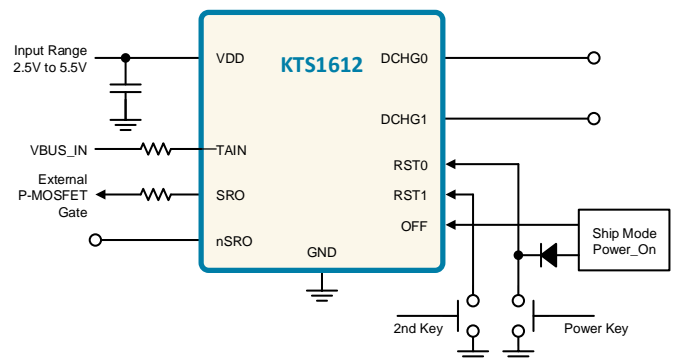 Input Range
2.5V to 5.5V
VDD
KTS1612
DCHG0
DCHG1
VBUS_IN
TAIN
RST0
External
P-MOSFET
Gate
SRO
RST1
OFF
Ship Mode
Power_On
nSRO
GND
2nd Key
Power Key